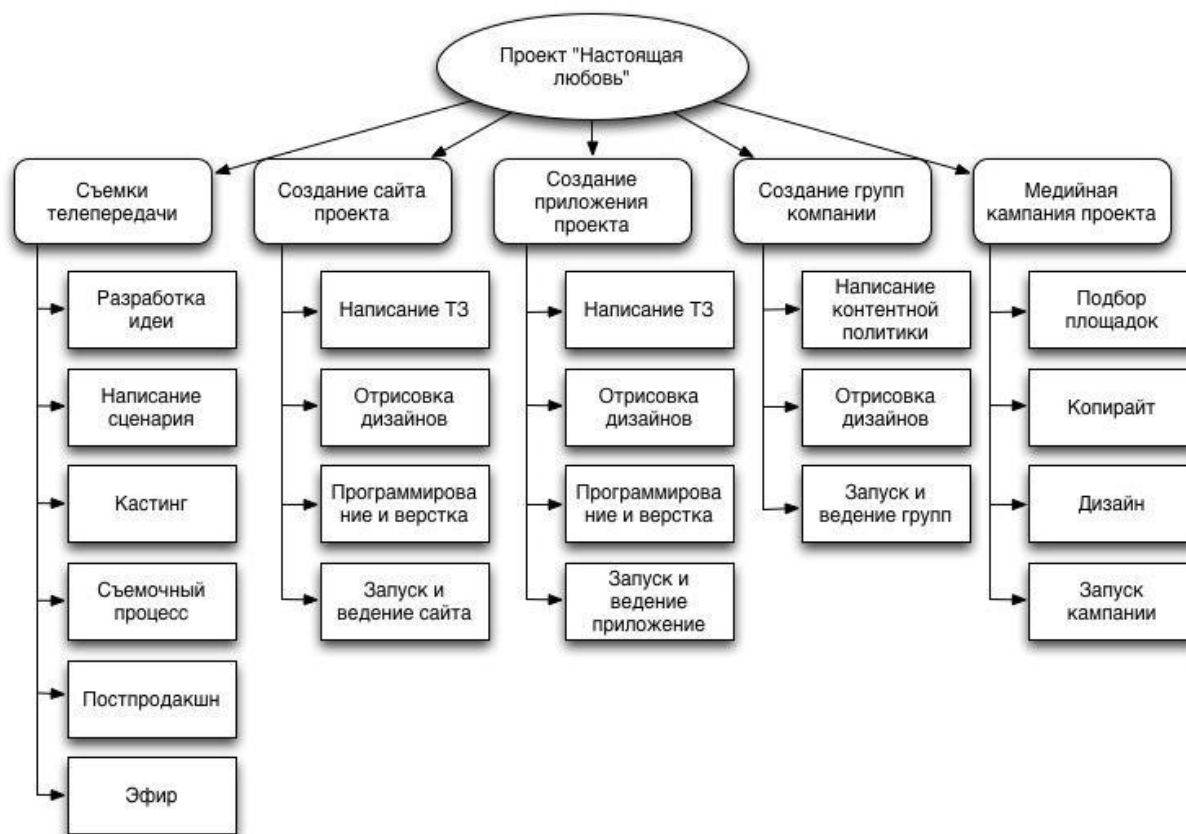 Проект "Настоящая
любовь"
Съемки
телепередачи
Создание сайта
проекта
Создание
приложения
проекта
Создание групп
компании
Медийная
кампания проекта
Разработка
идеи
Написание
сценария
Кастинг
Съемочный
процесс
Постпродакшн
Эфир
Написание ТЗ
Отрисовка
дизайнов
Программирова
ние и верстка
Запуск и
ведение сайта
Написание ТЗ
Отрисовка
дизайнов
Программирова
ние и верстка
Запуск и
ведение
приложение
Написание
контентной
политики
Отрисовка
дизайнов
Запуск и
ведение групп
Подбор
площадок
Копирайт
Дизайн
Запуск
кампании